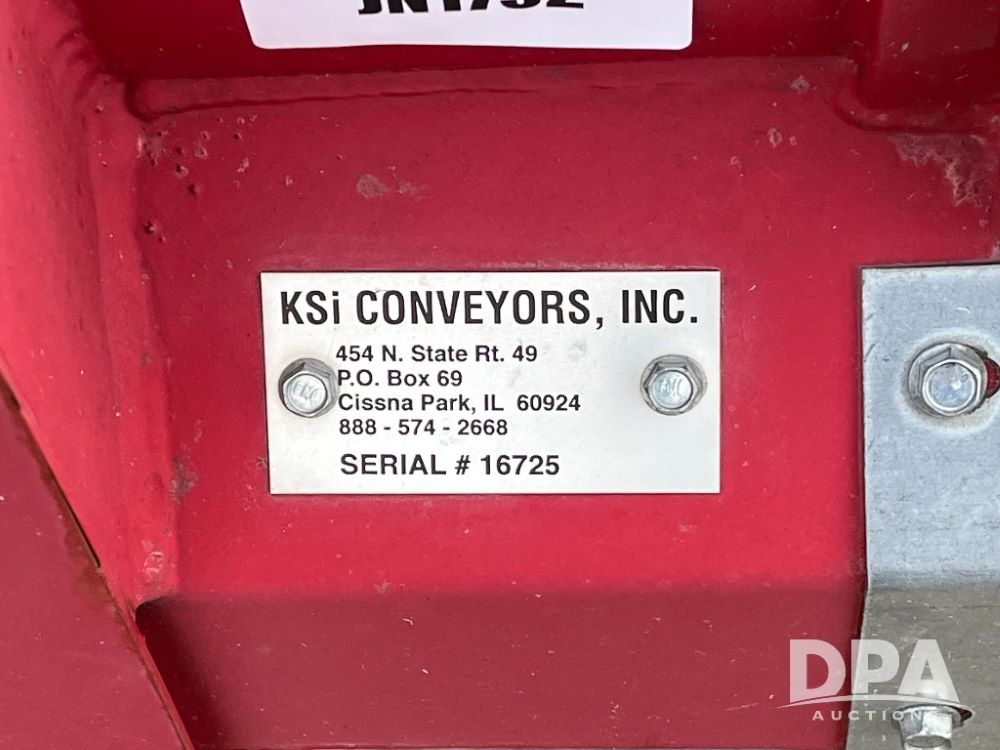 KSi CONVEYORS, INC.
454 N. State Rt. 49
P.O. Box 69
Cissna Park, IL 60924
888 - 574 - 2668
SERIAL # 16725
DPA
AUCTION